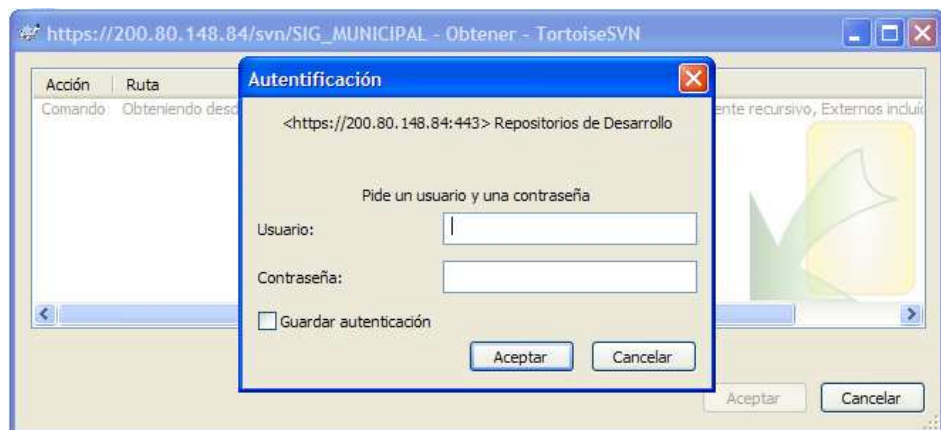 https://200.80.148.84/svn/SIG_MUNICIPAL - Obtener - TortoiseSVN
Acción Ruta
Comando Obteniendo desd
ente recursivo, Externos incluíd
Autentificación
<https://200.80.148.84:443> Repositorios de Desarrollo
Pide un usuario y una contraseña
Usuario:
Contraseña:
Guardar autenticación
Aceptar Cancelar
Aceptar Cancelar